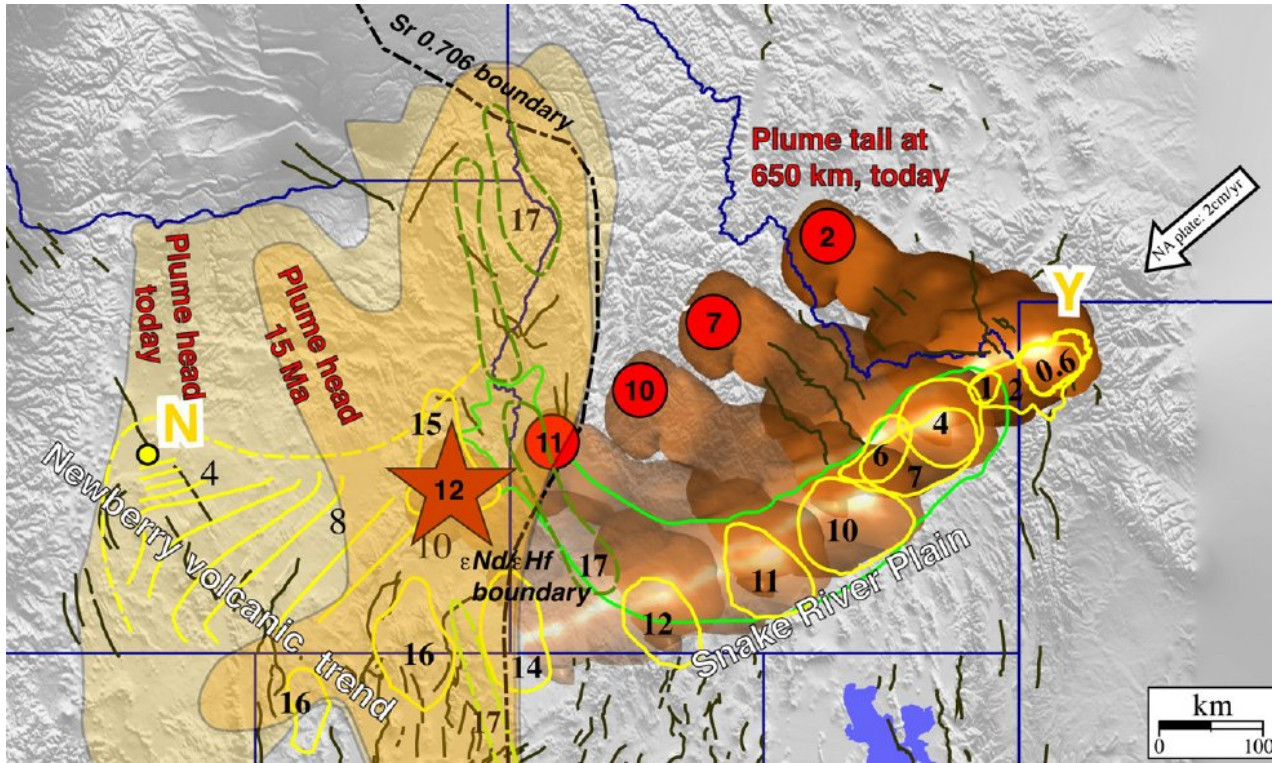 Sr 0.706 boundary
Plume tail at
650 km, today
NA plate: 2cm/yr
2
17
Plume head
today
Plume head
15 Ma
7
Y
10
1
2
0.6
N
15
11
4
4
6
7
12
8
10
10
εNd/εHf
boundary
17
11
12
Newberry volcanic trend
Snake River Plain
16
14
16
17
km
0
100